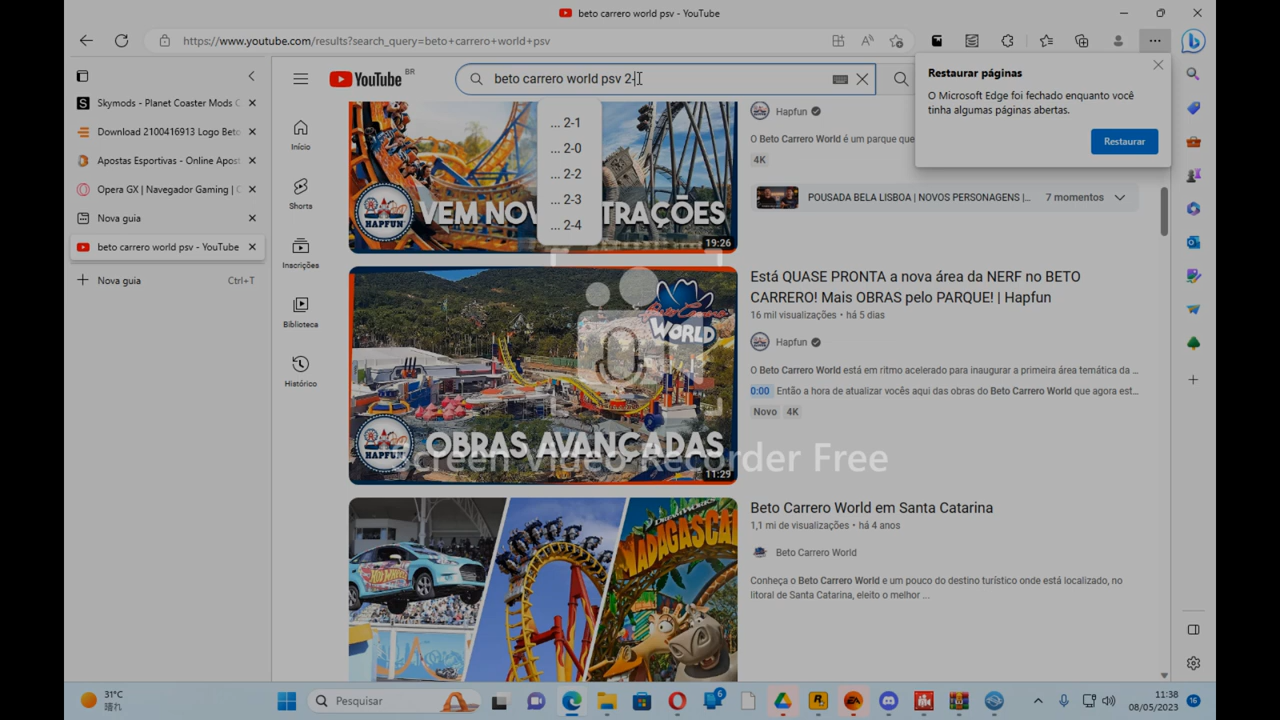 beto carrero world psv - YouTube
https://www.youtube.com/results?search_query=beto+carrero+world+psv
Skymods - Planet Coaster Mods
Download 2100416913 Logo Beto
Apostas Esportivas - Online Apost
Opera GX | Navegador Gaming |
Nova guia
beto carrero world psv - YouTube
Nova guia
Ctrl+T
YouTube BR
beto carrero world psv 2-
... 2-1
... 2-0
... 2-2
... 2-3
... 2-4
Início
Shorts
Inscrições
Biblioteca
Histórico
Restaurar páginas
O Microsoft Edge foi fechado enquanto você
tinha algumas páginas abertas.
Restaurar
HAPFUN
19:26
Hapfun
O Beto Carrero World é um parque que
4K
POUSADA BELA LISBOA | NOVOS PERSONAGENS |...
7 momentos
Beto Carrero
WORLD
HAPFUN
OBRAS AVANÇADAS
11:29
Está QUASE PRONTA a nova área da NERF no BETO
CARRERO! Mais OBRAS pelo PARQUE! | Hapfun
16 mil visualizações • há 5 dias
Hapfun
O Beto Carrero World está em ritmo acelerado para inaugurar a primeira área temática da ...
0:00 Então a hora de atualizar vocês aqui das obras do Beto Carrero World que agora est...
Novo
4K
Screen Video Recorder Free
HOT WHEELS
DREAMWORKS
MADAGASCAR
Beto Carrero World em Santa Catarina
1,1 mi de visualizações • há 4 anos
Beto Carrero World
Conheça o Beto Carrero World e um pouco do destino turístico onde está localizado, no
litoral de Santa Catarina, eleito o melhor ...
31°C
晴れ
Pesquisar
6
11:38
08/05/2023
16